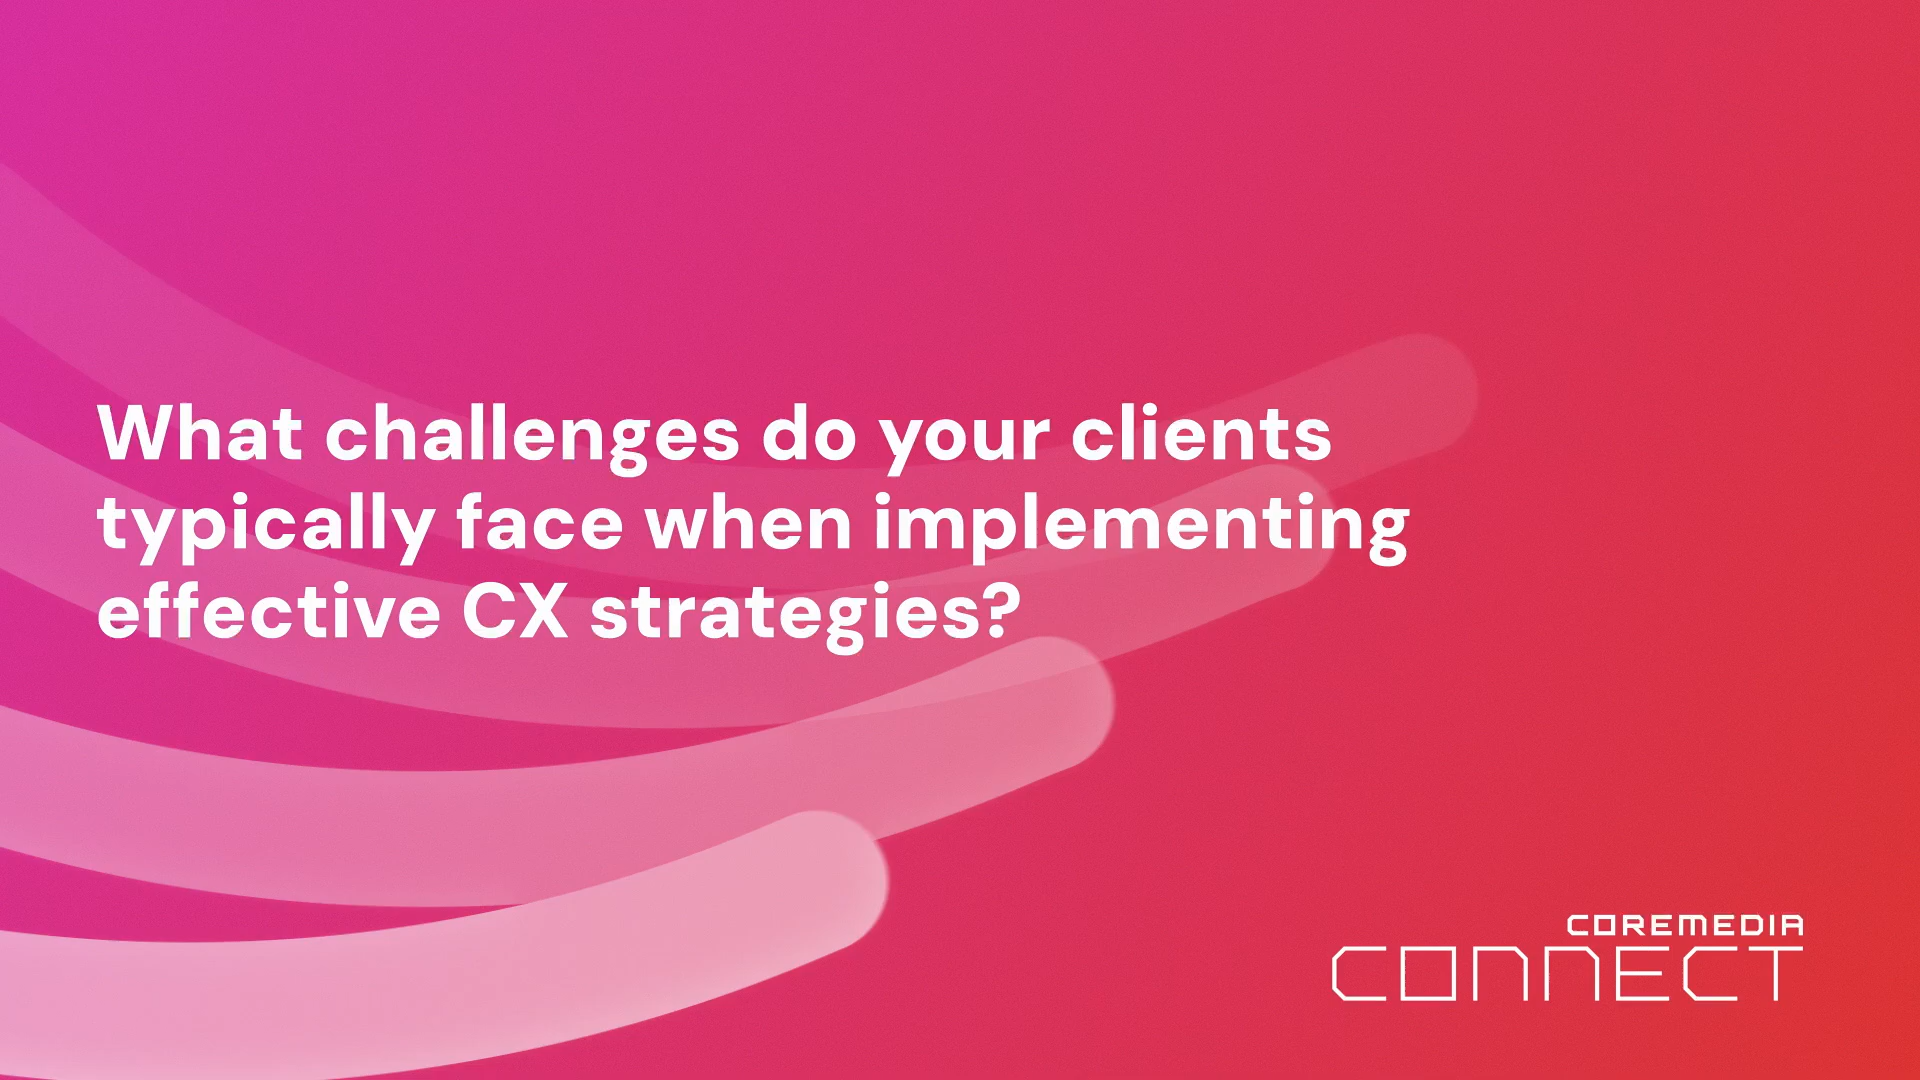 What challenges do your clients
typically face when implementing
effective CX strategies?
COREMEDIA
CONNECT